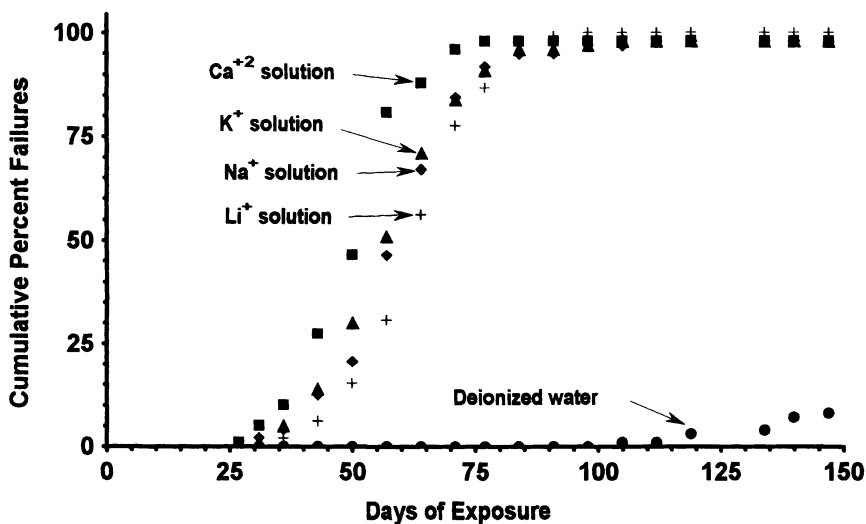 100
75
50
25
0
Cumulative Percent Failures
Ca+2 solution
K+ solution
Na+ solution
Li+ solution
Deionized water
0 25 50 75 100 125 150
Days of Exposure